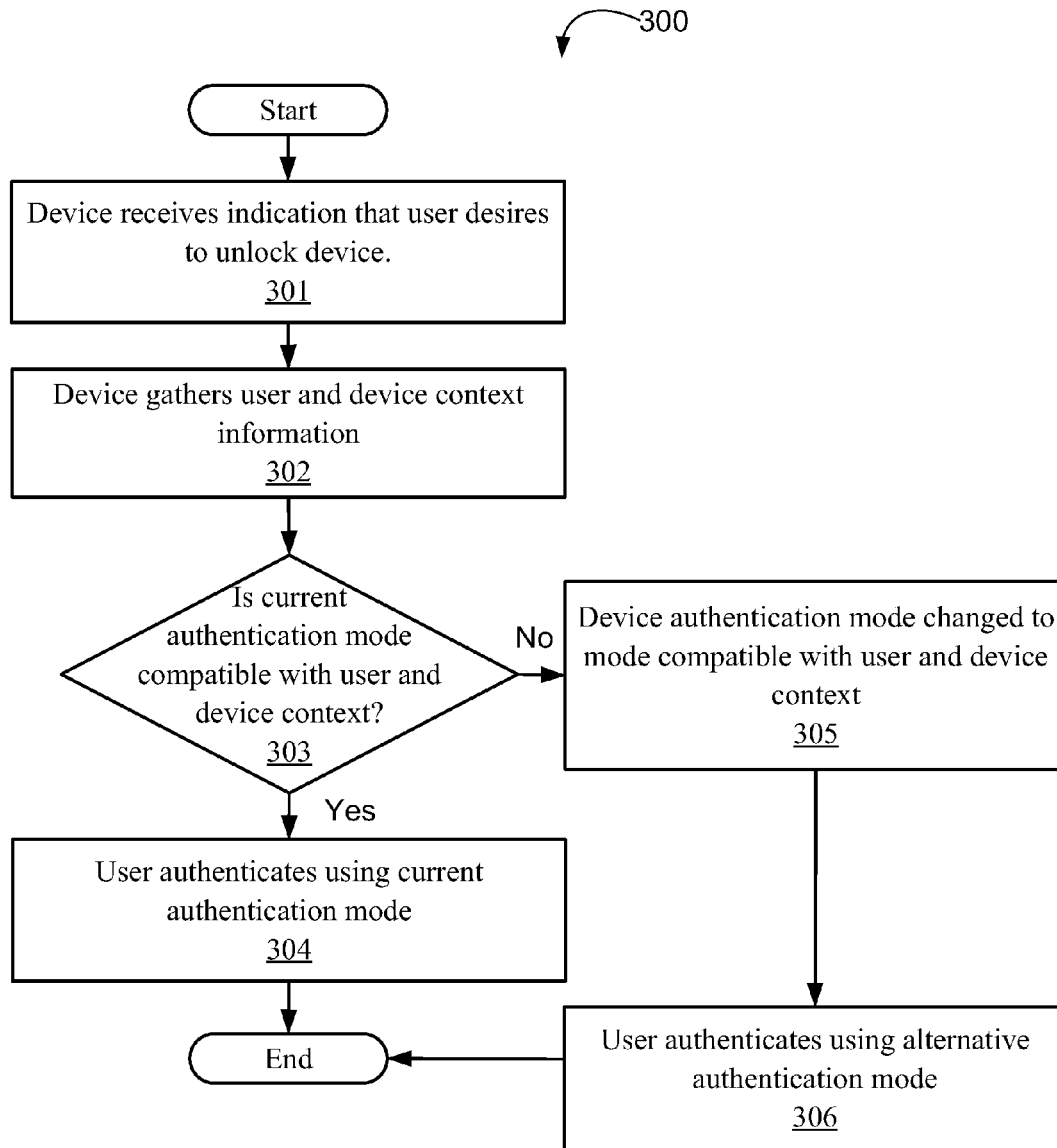 300
Start
Device receives indication that user desires
to unlock device.
301
Device gathers user and device context
information
302
Is current
authentication mode
compatible with user and
device context?
303
No
Device authentication mode changed to
mode compatible with user and device
context
305
Yes
User authenticates using current
authentication mode
304
End
User authenticates using alternative
authentication mode
306